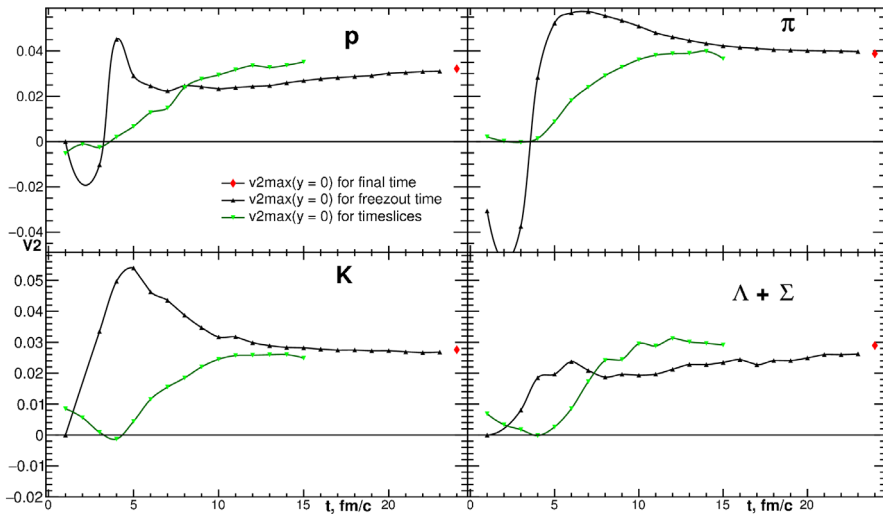 p
π
0.04
0.02
0
−0.02
−0.04
V2
v2max(y = 0) for final time
v2max(y = 0) for freezout time
v2max(y = 0) for timeslices
K
Λ + Σ
0.05
0.04
0.03
0.02
0.01
0
−0.01
−0.02
0 5 10 15 20 t, fm/c
0 5 10 15 20 t, fm/c